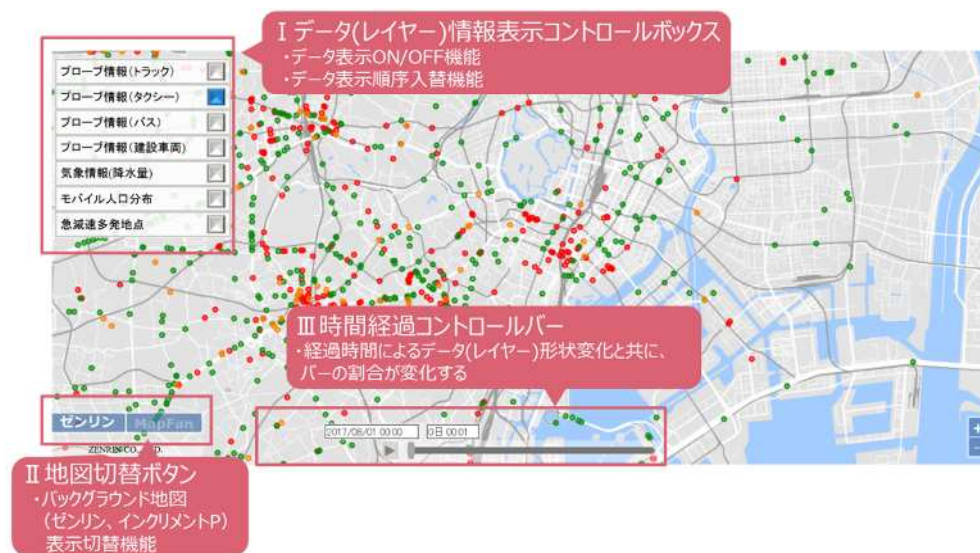 Ⅰデータ(レイヤー)情報表示コントロールボックス
・データ表示ON/OFF機能
・データ表示順序入替機能
プローブ情報(トラック)
プローブ情報(タクシー)
プローブ情報(バス)
プローブ情報(建設車両)
気象情報(降水量)
モバイル人口分布
急減速多発地点
Ⅲ時間経過コントロールバー
・経過時間によるデータ(レイヤー)形状変化と共に、
バーの割合が変化する
2017/06/01 00:00 0日 00:01
ゼンリン MapFan
ZENRIN CO., LTD.
Ⅱ地図切替ボタン
・バックグラウンド地図
(ゼンリン、インクリメントP)
表示切替機能